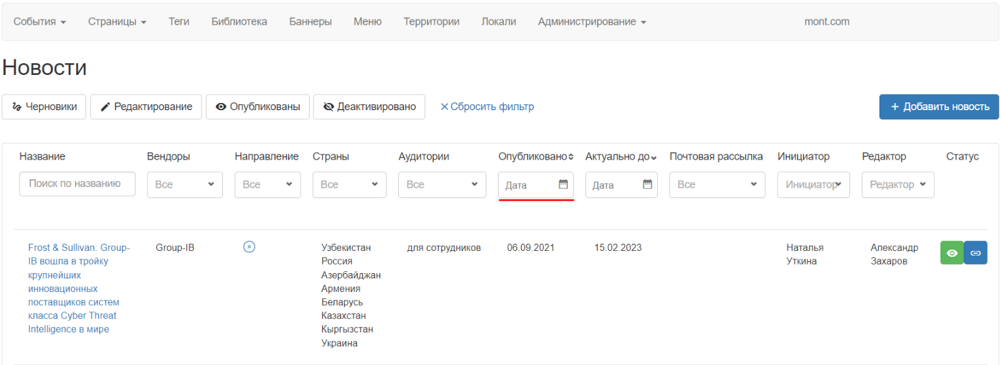 События Страницы Теги Библиотека Баннеры Меню Территории Локали Администрирование mont.com
Новости
Черновики Редактирование Опубликованы Деактивировано Сбросить фильтр + Добавить новость
Название Вендоры Направление Страны Аудитории Опубликовано Актуально до Почтовая рассылка Инициатор Редактор Статус
Поиск по названию Все Все Все Все Дата Дата Все Инициатор Редактор
Frost & Sullivan: Group- Group-IB Узбекистан для сотрудников 06.09.2021 15.02.2023 Наталья Александр
IB вошла в тройку Россия Уткина Захаров
крупнейших Азербайджан
инновационных Армения
поставщиков систем Беларусь
класса Cyber Threat Казахстан
Intelligence в мире Кыргызстан
Украина